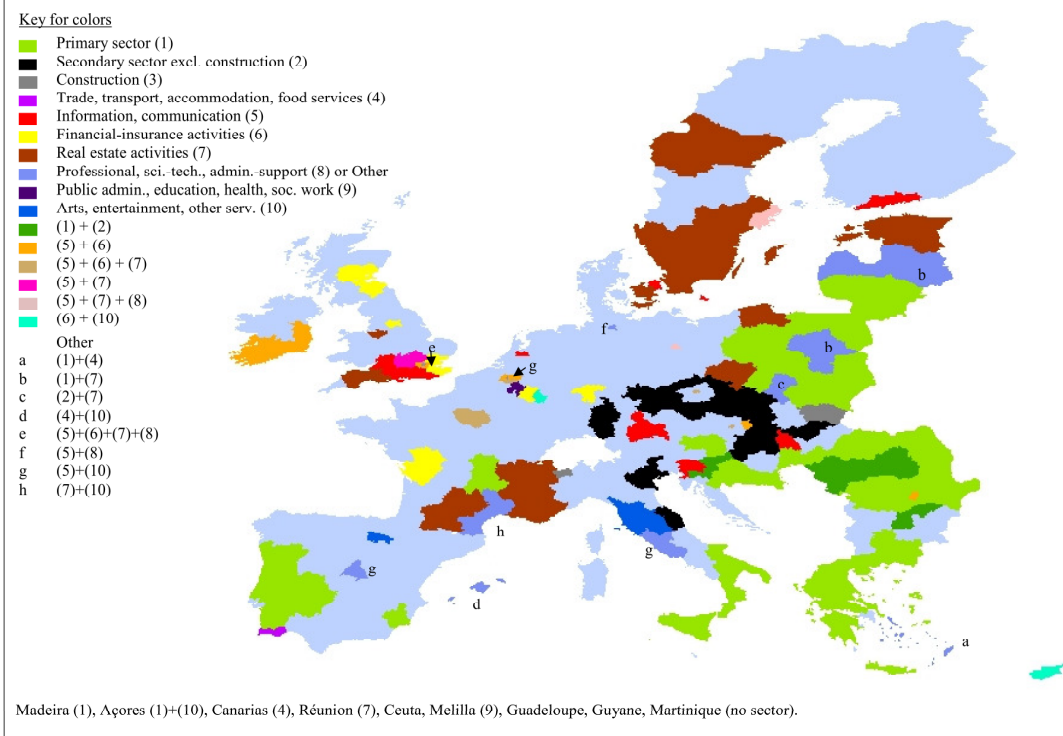 Key for colors
Primary sector (1)
Secondary sector excl. construction (2)
Construction (3)
Trade, transport, accommodation, food services (4)
Information, communication (5)
Financial-insurance activities (6)
Real estate activities (7)
Professional, sci.-tech., admin.-support (8) or Other
Public admin., education, health, soc. work (9)
Arts, entertainment, other serv. (10)
(1) + (2)
(5) + (6)
(5) + (6) + (7)
(5) + (7)
(5) + (7) + (8)
(6) + (10)
Other
a (1)+(4)
b (1)+(7)
c (2)+(7)
d (4)+(10)
e (5)+(6)+(7)+(8)
f (5)+(8)
g (5)+(10)
h (7)+(10)
b
f
e
b
g
c
h
g
g
d
a
Madeira (1), Açores (1)+(10), Canarias (4), Réunion (7), Ceuta, Melilla (9), Guadeloupe, Guyane, Martinique (no sector).